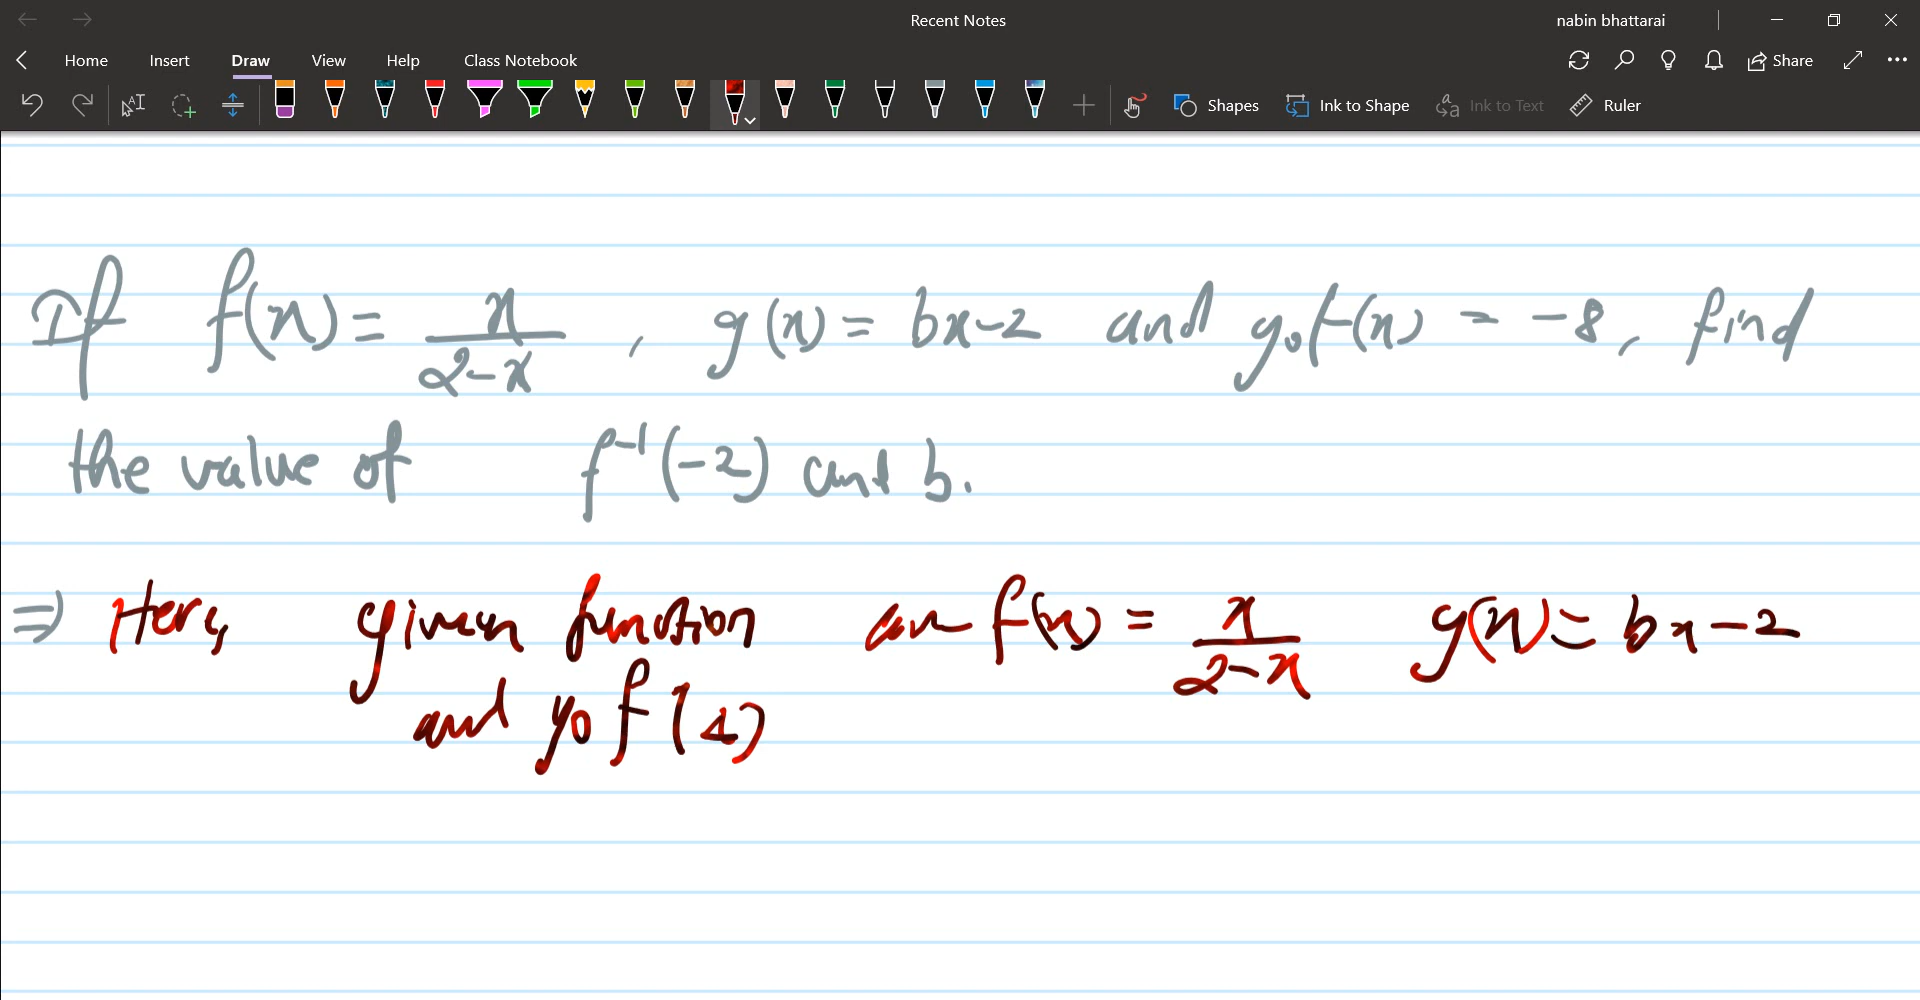 Recent Notes nabin bhattarai
Home Insert Draw View Help Class Notebook Share
Shapes Ink to Shape Ink to Text Ruler
If f(x) = x/(2-x) , g(x) = bx-2 and gof(x) = -8, find
the value of f⁻¹(-2) and b.
⇒ Here, given function are f(x) = x/(2-x) g(x) = bx-2
and gof(4)